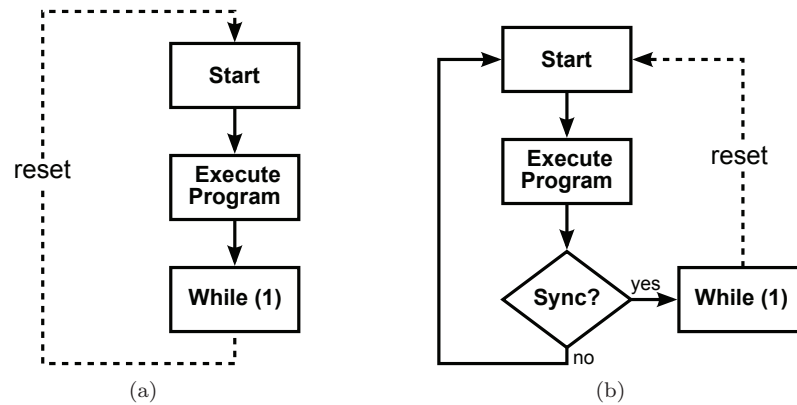 Start
reset
Execute
Program
While (1)
(a)
Start
Execute
Program
reset
Sync?
yes
While (1)
no
(b)